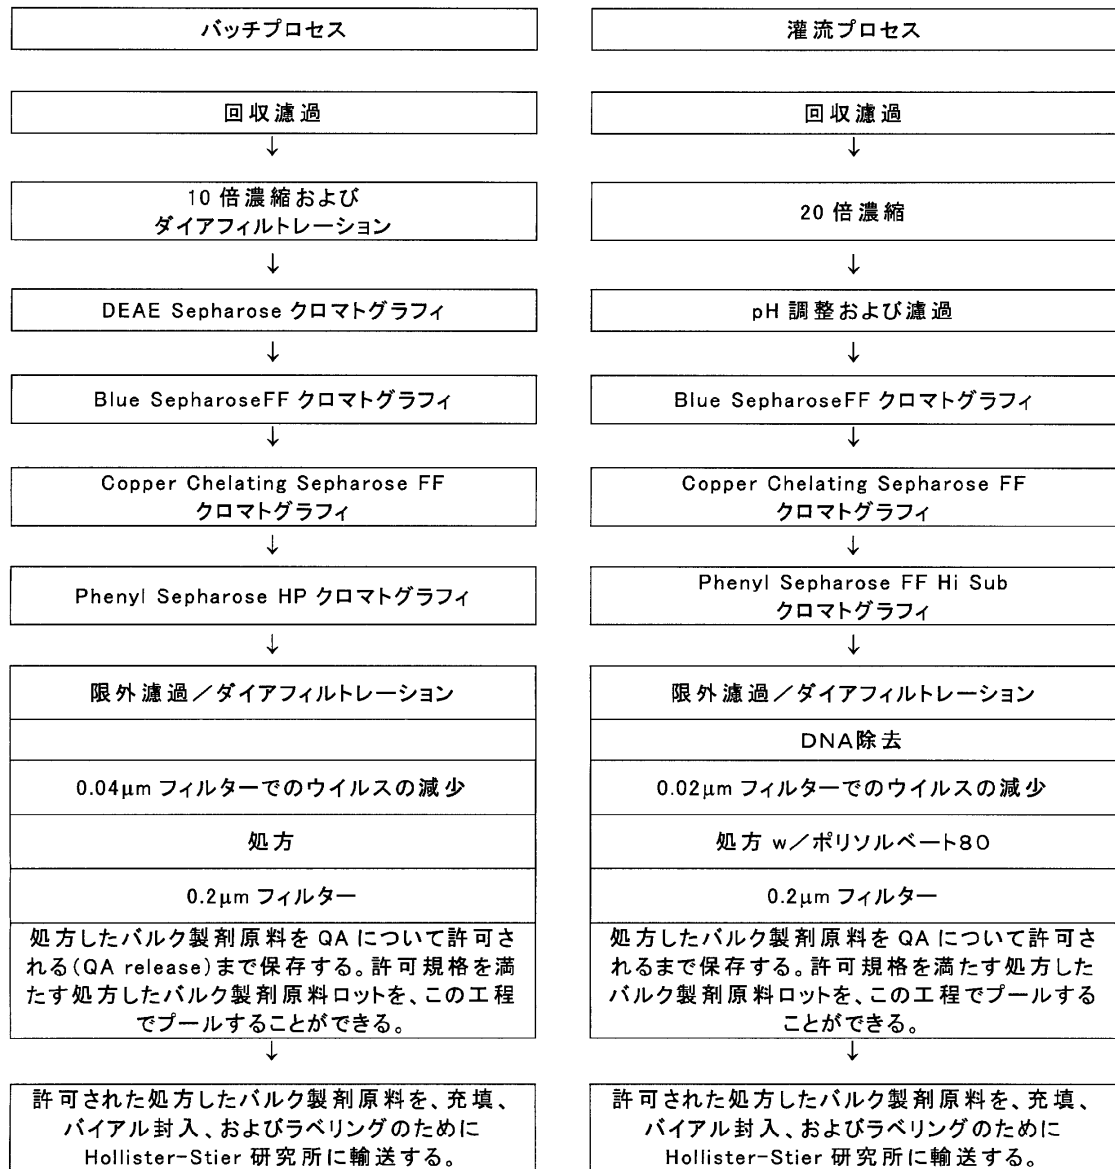 バッチプロセス
回収濾過
↓
10 倍濃縮および
ダイアフィルトレーション
↓
DEAE Sepharose クロマトグラフィ
↓
Blue SepharoseFF クロマトグラフィ
↓
Copper Chelating Sepharose FF
クロマトグラフィ
↓
Phenyl Sepharose HP クロマトグラフィ
↓
限外濾過／ダイアフィルトレーション
0.04μm フィルターでのウイルスの減少
処方
0.2μm フィルター
処方したバルク製剤原料を QA について許可さ
れる(QA release)まで保存する。許可規格を満
たす処方したバルク製剤原料ロットを、この工程
でプールすることができる。
↓
許可された処方したバルク製剤原料を、充填、
バイアル封入、およびラベリングのために
Hollister-Stier 研究所に輸送する。
灌流プロセス
回収濾過
↓
20 倍濃縮
↓
pH 調整および濾過
↓
Blue SepharoseFF クロマトグラフィ
↓
Copper Chelating Sepharose FF
クロマトグラフィ
↓
Phenyl Sepharose FF Hi Sub
クロマトグラフィ
↓
限外濾過／ダイアフィルトレーション
DNA除去
0.02μm フィルターでのウイルスの減少
処方 w／ポリソルベート80
0.2μm フィルター
処方したバルク製剤原料を QA について許可さ
れるまで保存する。許可規格を満たす処方した
バルク製剤原料ロットを、この工程でプールする
ことができる。
↓
許可された処方したバルク製剤原料を、充填、
バイアル封入、およびラベリングのために
Hollister-Stier 研究所に輸送する。